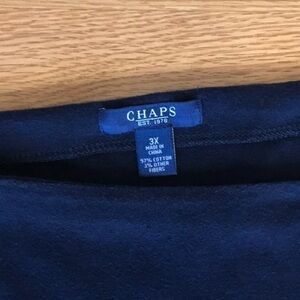 CHAPS
EST. 1978
3X
MADE IN
CHINA
97% COTTON
3% OTHER
FIBERS